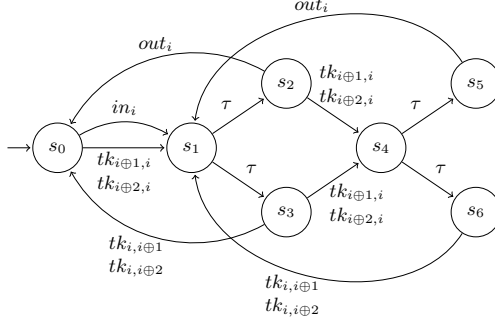 out_i
out_i
s_2
tk_{i⊕1,i}
tk_{i⊕2,i}
s_5
τ
τ
in_i
s_0
s_1
s_4
tk_{i⊕1,i}
tk_{i⊕2,i}
τ
τ
tk_{i⊕1,i}
tk_{i⊕2,i}
s_3
s_6
tk_{i,i⊕1}
tk_{i,i⊕2}
tk_{i,i⊕1}
tk_{i,i⊕2}